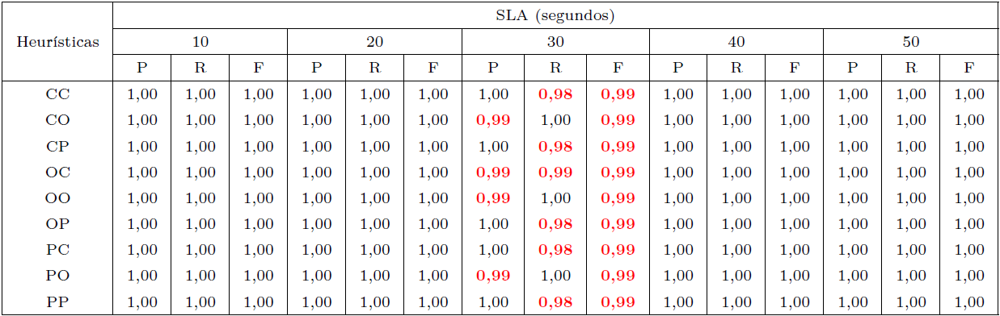 SLA (segundos)
Heurísticas 10 20 30 40 50
P R F P R F P R F P R F P R F
CC 1,00 1,00 1,00 1,00 1,00 1,00 1,00 0,98 0,99 1,00 1,00 1,00 1,00 1,00 1,00
CO 1,00 1,00 1,00 1,00 1,00 1,00 0,99 1,00 0,99 1,00 1,00 1,00 1,00 1,00 1,00
CP 1,00 1,00 1,00 1,00 1,00 1,00 1,00 0,98 0,99 1,00 1,00 1,00 1,00 1,00 1,00
OC 1,00 1,00 1,00 1,00 1,00 1,00 0,99 0,99 0,99 1,00 1,00 1,00 1,00 1,00 1,00
OO 1,00 1,00 1,00 1,00 1,00 1,00 0,99 1,00 0,99 1,00 1,00 1,00 1,00 1,00 1,00
OP 1,00 1,00 1,00 1,00 1,00 1,00 1,00 0,98 0,99 1,00 1,00 1,00 1,00 1,00 1,00
PC 1,00 1,00 1,00 1,00 1,00 1,00 1,00 0,98 0,99 1,00 1,00 1,00 1,00 1,00 1,00
PO 1,00 1,00 1,00 1,00 1,00 1,00 0,99 1,00 0,99 1,00 1,00 1,00 1,00 1,00 1,00
PP 1,00 1,00 1,00 1,00 1,00 1,00 1,00 0,98 0,99 1,00 1,00 1,00 1,00 1,00 1,00